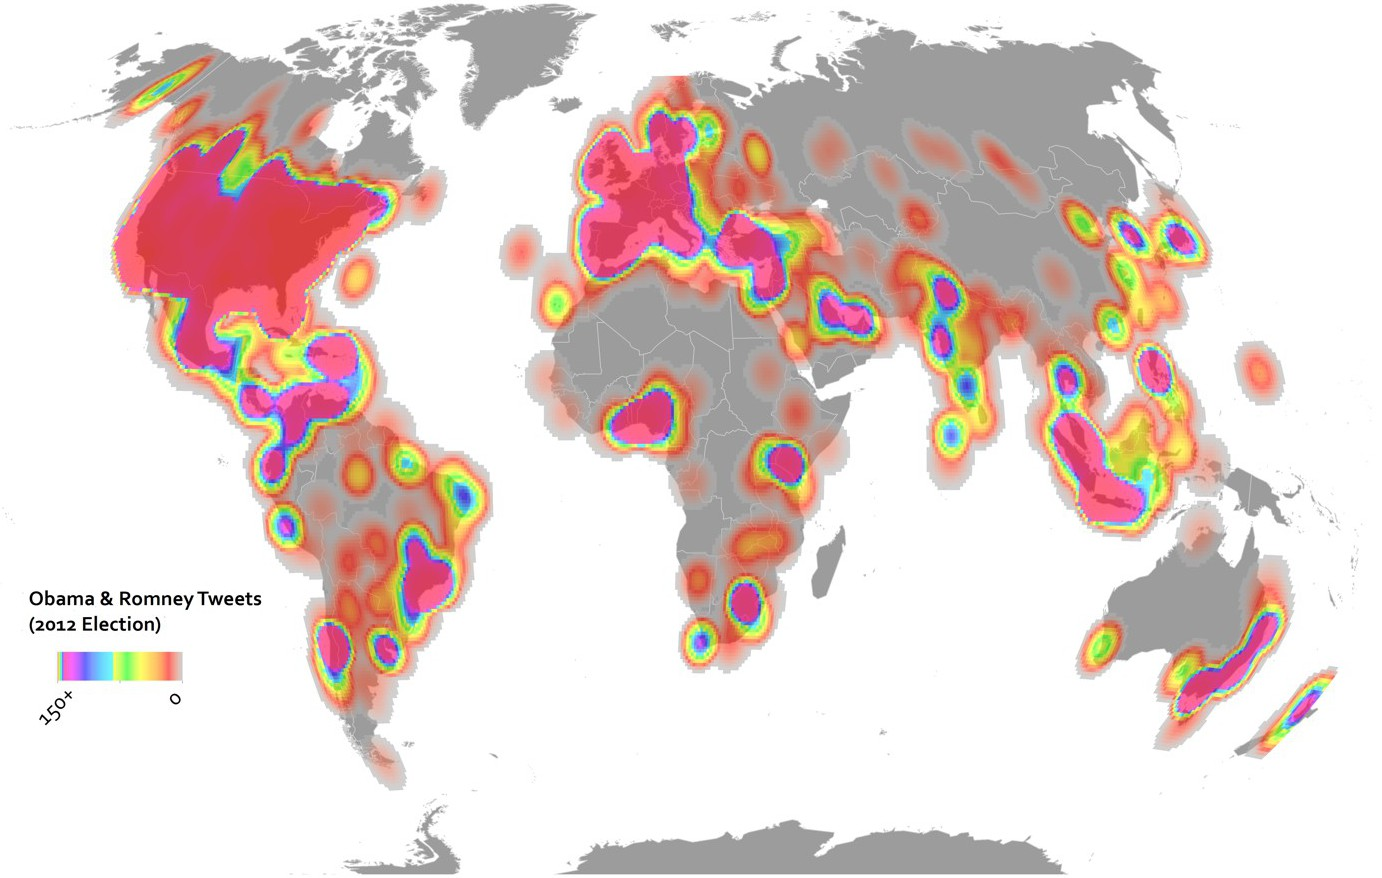 Obama & Romney Tweets
(2012 Election)
150+
0